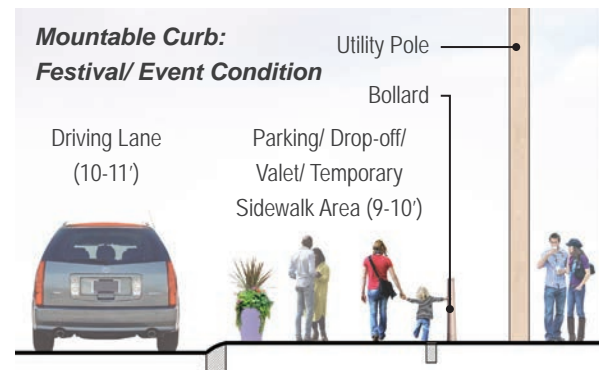 Mountable Curb:
Festival/ Event Condition
Utility Pole
Bollard
Driving Lane
(10-11’)
Parking/ Drop-off/
Valet/ Temporary
Sidewalk Area (9-10’)